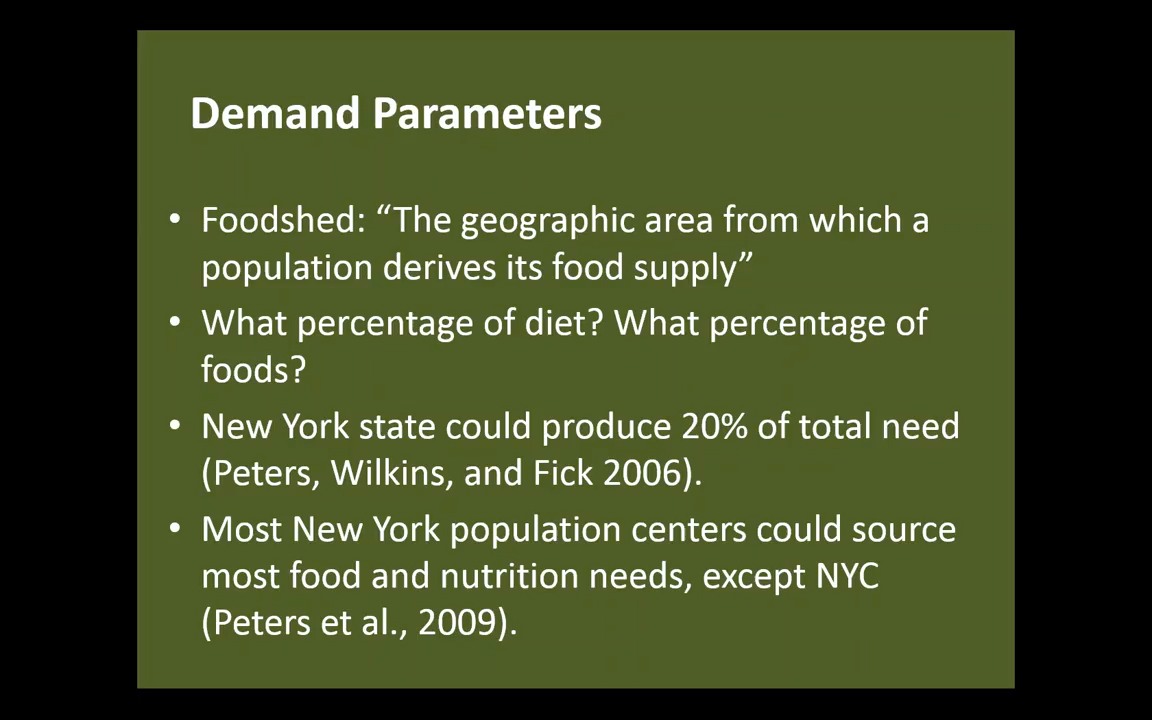 Demand Parameters
• Foodshed: “The geographic area from which a
population derives its food supply”
• What percentage of diet? What percentage of
foods?
• New York state could produce 20% of total need
(Peters, Wilkins, and Fick 2006).
• Most New York population centers could source
most food and nutrition needs, except NYC
(Peters et al., 2009).